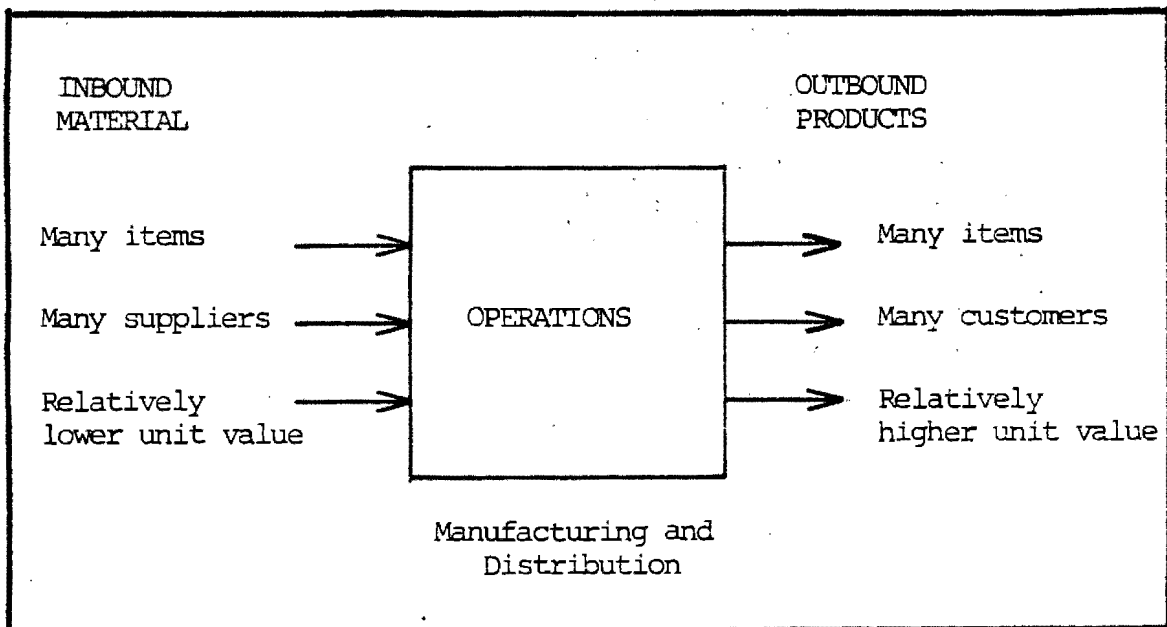 INBOUND
MATERIAL
OUTBOUND
PRODUCTS
Many items
Many items
Many suppliers
OPERATIONS
Many customers
Relatively
lower unit value
Relatively
higher unit value
Manufacturing and
Distribution